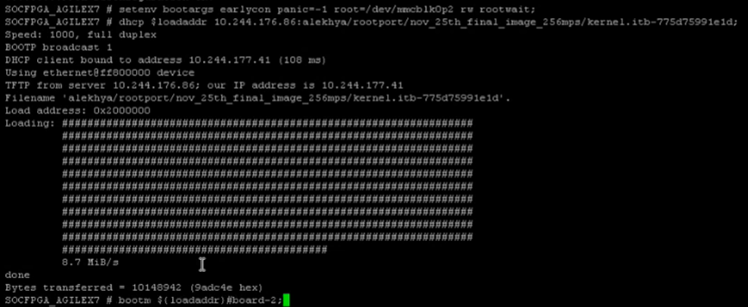 SOCFPGA_AGILEX7 # setenv bootargs earlycon panic=-1 root=/dev/mmcblk0p2 rw rootwait;
SOCFPGA_AGILEX7 # dhcp $loadaddr 10.244.176.86:alekhya/rootport/nov_25th_final_image_256mps/kernel.itb-775d75991e1d;
Speed: 1000, full duplex
BOOTP broadcast 1
DHCP client bound to address 10.244.177.41 (108 ms)
Using ethernet@ff800000 device
TFTP from server 10.244.176.86; our IP address is 10.244.177.41
Filename 'alekhya/rootport/nov_25th_final_image_256mps/kernel.itb-775d75991e1d'.
Load address: 0x2000000
Loading: #################################################################
#################################################################
#################################################################
#################################################################
#################################################################
#################################################################
#################################################################
#################################################################
#################################################################
#################################################################
##########################################
8.7 MiB/s
done
Bytes transferred = 10148942 (9adc4e hex)
SOCFPGA_AGILEX7 # bootm ${loadaddr}#board-2;